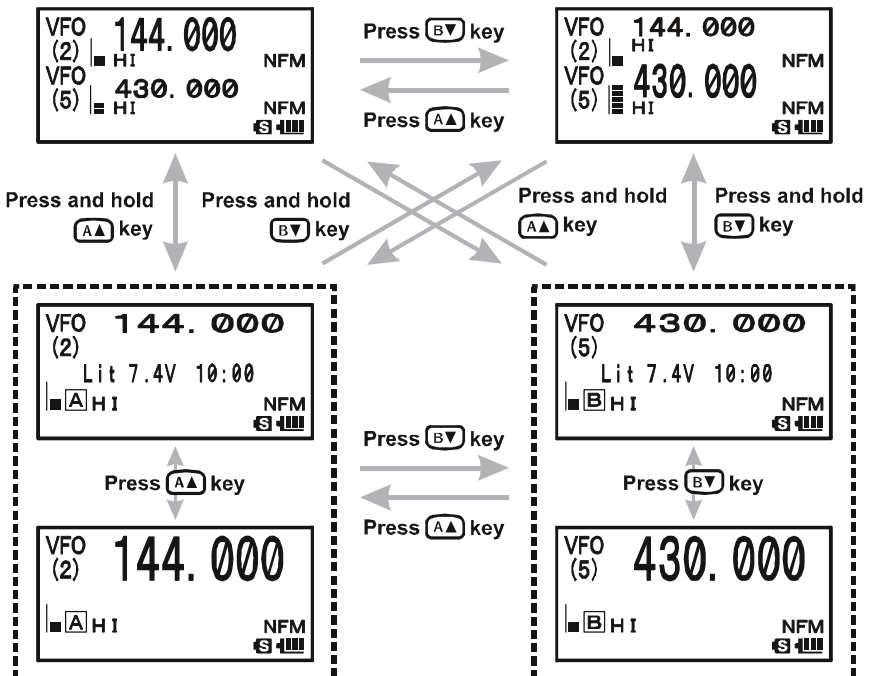 VFO 144. 000
(2) HI NFM
VFO 430. 000
(5) HI NFM
S
Press B▼ key
Press A▲ key
VFO 144. 000
(2) HI NFM
VFO 430. 000
(5) HI NFM
S
Press and hold
A▲ key
Press and hold
B▼ key
Press and hold
A▲ key
Press and hold
B▼ key
VFO 144. 000
(2)
Lit 7.4V 10:00
A HI NFM
S
VFO 430. 000
(5)
Lit 7.4V 10:00
B HI NFM
S
Press A▲ key
Press B▼ key
Press A▲ key
Press B▼ key
VFO 144. 000
(2)
A HI NFM
S
VFO 430. 000
(5)
B HI NFM
S